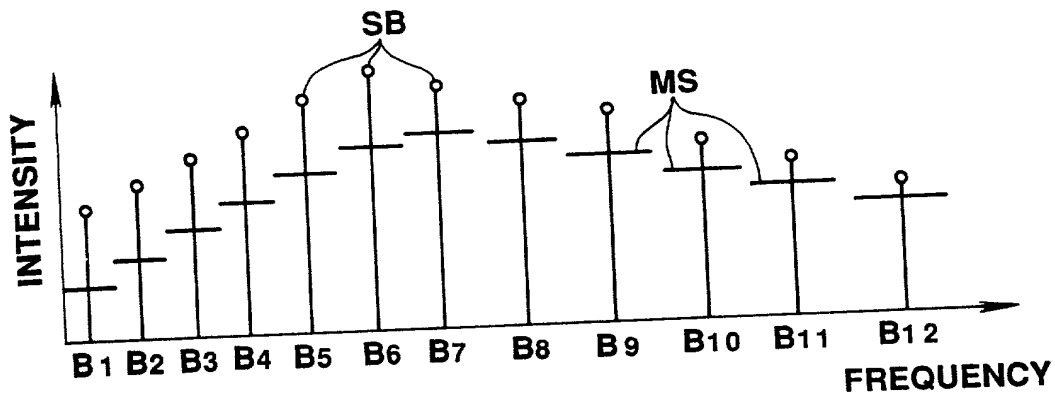 SB
MS
INTENSITY
B1 B2 B3 B4 B5 B6 B7 B8 B9 B10 B11 B12
FREQUENCY